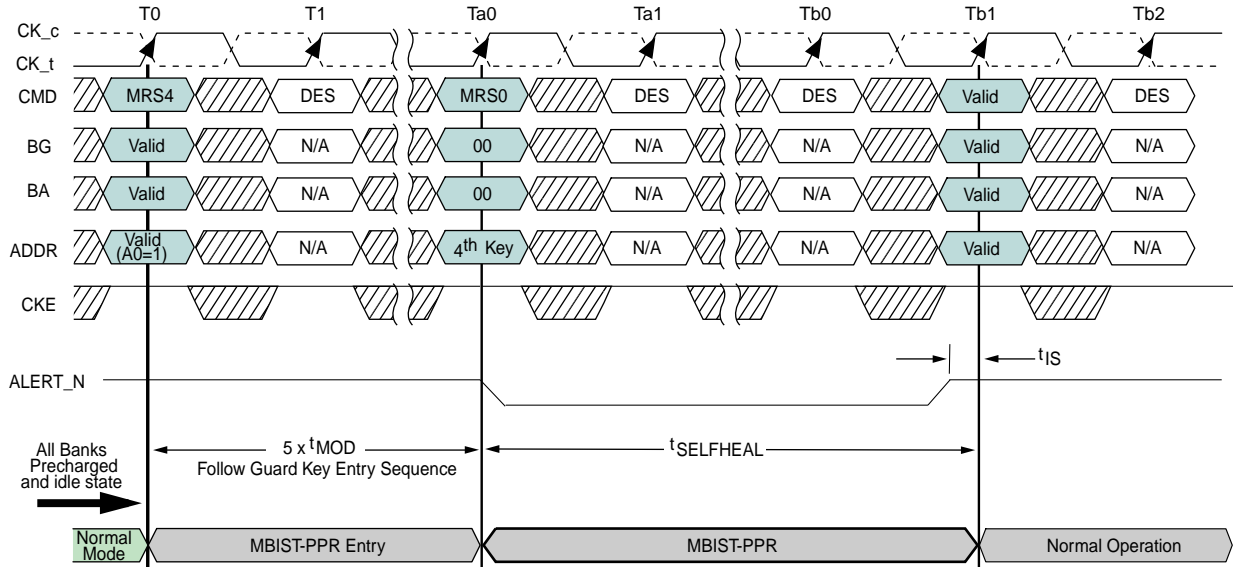 T0 T1 Ta0 Ta1 Tb0 Tb1 Tb2
CK_c
CK_t
CMD MRS4 DES MRS0 DES DES Valid DES
BG Valid N/A 00 N/A N/A Valid N/A
BA Valid N/A 00 N/A N/A Valid N/A
ADDR Valid (A0=1) N/A 4th Key N/A N/A Valid N/A
CKE
tIS
ALERT_N
5 x tMOD
Follow Guard Key Entry Sequence
tSELFHEAL
All Banks
Precharged
and idle state
Normal
Mode
MBIST-PPR Entry
MBIST-PPR
Normal Operation